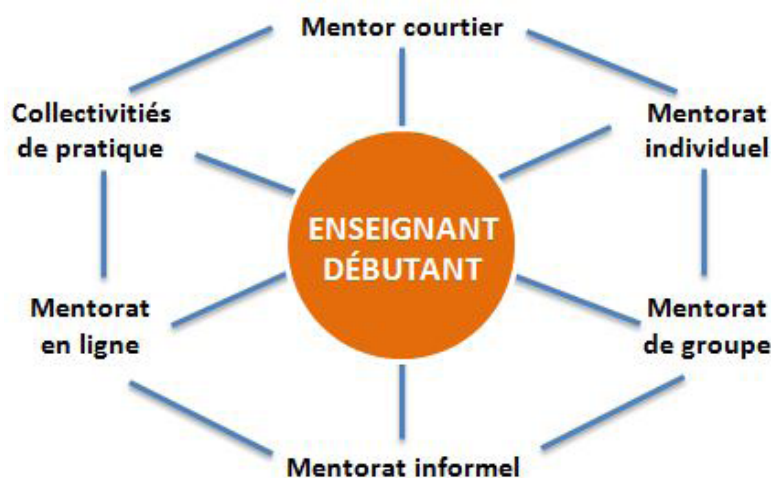 Mentor courtier
Collectivitiés
de pratique
Mentorat
individuel
ENSEIGNANT
DÉBUTANT
Mentorat
en ligne
Mentorat
de groupe
Mentorat informel